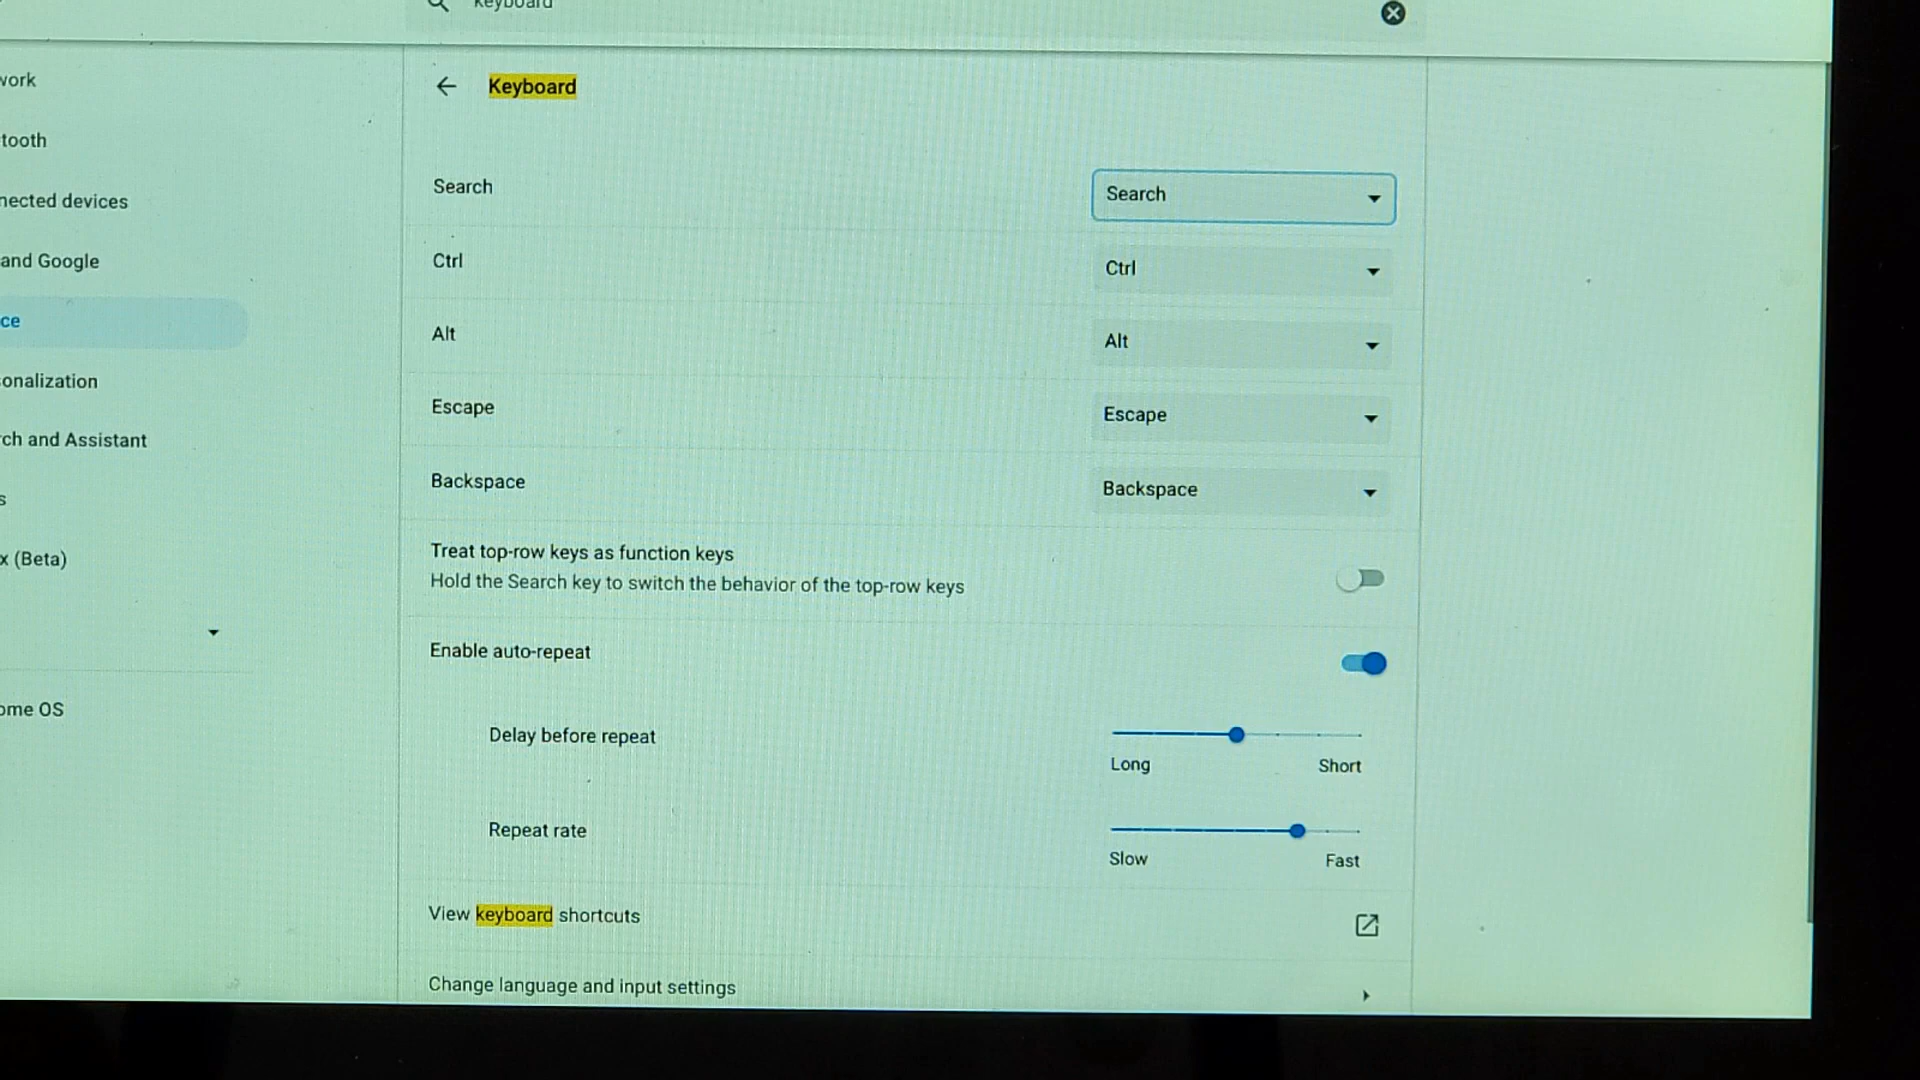 keyboard
work
tooth
nected devices
and Google
ce
onalization
rch and Assistant
s
x (Beta)
ome OS
Keyboard
Search Search
Ctrl Ctrl
Alt Alt
Escape Escape
Backspace Backspace
Treat top-row keys as function keys
Hold the Search key to switch the behavior of the top-row keys
Enable auto-repeat
Delay before repeat
Long Short
Repeat rate
Slow Fast
View keyboard shortcuts
Change language and input settings